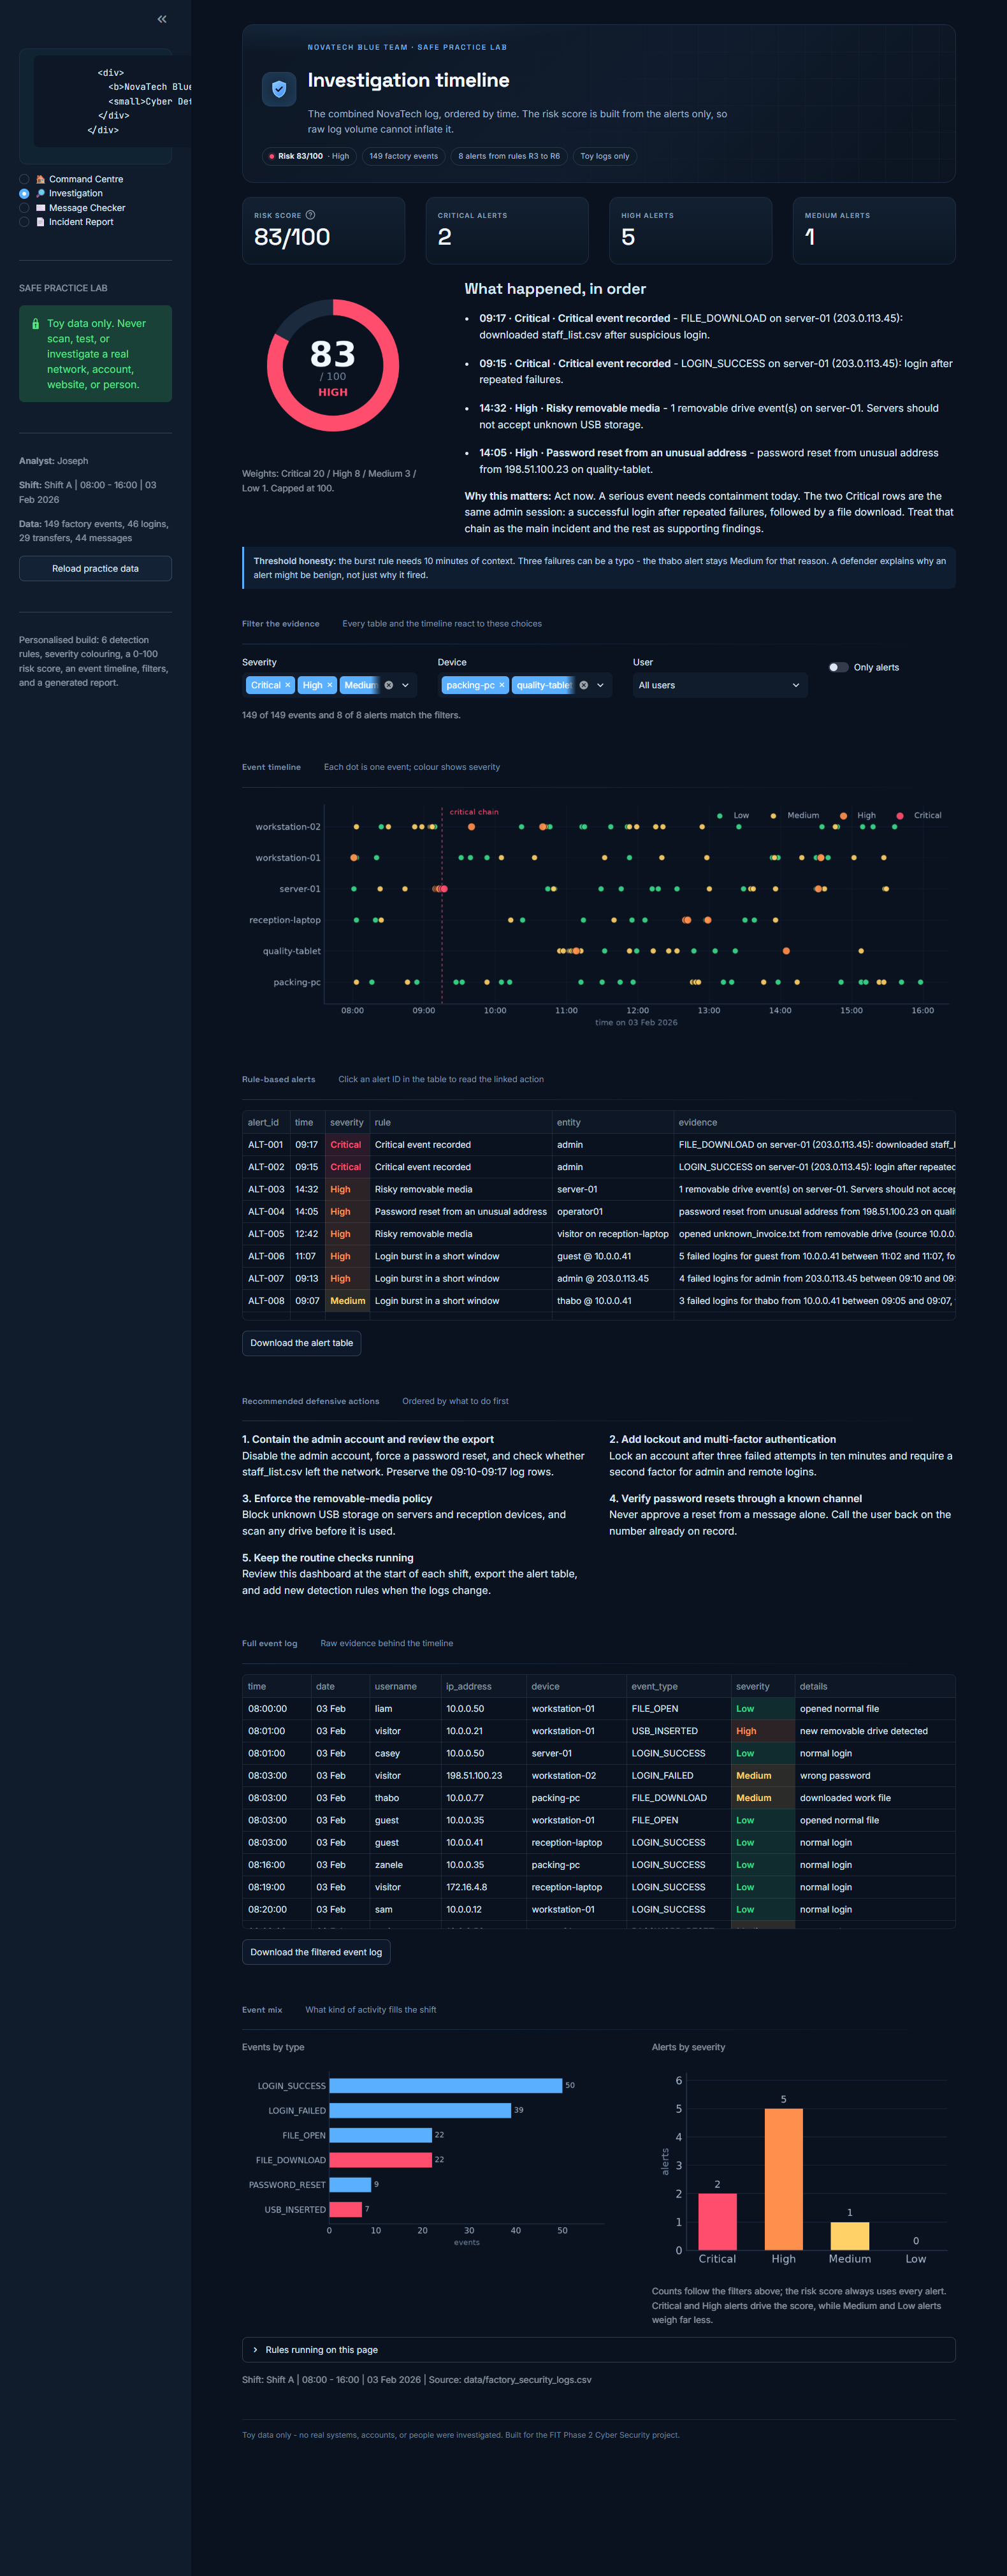 <div>
<b>NovaTech Blue
<small>Cyber Def
</div>
</div>
Command Centre
Investigation
Message Checker
Incident Report
SAFE PRACTICE LAB
Toy data only. Never
scan, test, or
investigate a real
network, account,
website, or person.
Analyst: Joseph
Shift: Shift A | 08:00 - 16:00 | 03
Feb 2026
Data: 149 factory events, 46 logins,
29 transfers, 44 messages
Reload practice data
Personalised build: 6 detection
rules, severity colouring, a 0-100
risk score, an event timeline, filters,
and a generated report.
NOVATECH BLUE TEAM · SAFE PRACTICE LAB
Investigation timeline
The combined NovaTech log, ordered by time. The risk score is built from the alerts only, so
raw log volume cannot inflate it.
Risk 83/100 · High
149 factory events
8 alerts from rules R3 to R6
Toy logs only
RISK SCORE
83/100
CRITICAL ALERTS
2
HIGH ALERTS
5
MEDIUM ALERTS
1
83
/ 100
HIGH
Weights: Critical 20 / High 8 / Medium 3 /
Low 1. Capped at 100.
What happened, in order
• 09:17 · Critical · Critical event recorded - FILE_DOWNLOAD on server-01 (203.0.113.45):
downloaded staff_list.csv after suspicious login.
• 09:15 · Critical · Critical event recorded - LOGIN_SUCCESS on server-01 (203.0.113.45): login after
repeated failures.
• 14:32 · High · Risky removable media - 1 removable drive event(s) on server-01. Servers should
not accept unknown USB storage.
• 14:05 · High · Password reset from an unusual address - password reset from unusual address
from 198.51.100.23 on quality-tablet.
Why this matters: Act now. A serious event needs containment today. The two Critical rows are the
same admin session: a successful login after repeated failures, followed by a file download. Treat that
chain as the main incident and the rest as supporting findings.
Threshold honesty: the burst rule needs 10 minutes of context. Three failures can be a typo - the thabo alert stays Medium for that reason. A defender explains why an
alert might be benign, not just why it fired.
Filter the evidence Every table and the timeline react to these choices
Severity
Critical × High × Medium
Device
packing-pc × quality-tablet
User
All users
Only alerts
149 of 149 events and 8 of 8 alerts match the filters.
Event timeline Each dot is one event; colour shows severity
critical chain
Low Medium High Critical
workstation-02
workstation-01
server-01
reception-laptop
quality-tablet
packing-pc
08:00 09:00 10:00 11:00 12:00 13:00 14:00 15:00 16:00
time on 03 Feb 2026
Rule-based alerts Click an alert ID in the table to read the linked action
alert_id time severity rule entity evidence
ALT-001 09:17 Critical Critical event recorded admin FILE_DOWNLOAD on server-01 (203.0.113.45): downloaded staff_l
ALT-002 09:15 Critical Critical event recorded admin LOGIN_SUCCESS on server-01 (203.0.113.45): login after repeated
ALT-003 14:32 High Risky removable media server-01 1 removable drive event(s) on server-01. Servers should not accep
ALT-004 14:05 High Password reset from an unusual address operator01 password reset from unusual address from 198.51.100.23 on quali
ALT-005 12:42 High Risky removable media visitor on reception-laptop opened unknown_invoice.txt from removable drive (source 10.0.0.
ALT-006 11:07 High Login burst in a short window guest @ 10.0.0.41 5 failed logins for guest from 10.0.0.41 between 11:02 and 11:07, fo
ALT-007 09:13 High Login burst in a short window admin @ 203.0.113.45 4 failed logins for admin from 203.0.113.45 between 09:10 and 09:
ALT-008 09:07 Medium Login burst in a short window thabo @ 10.0.0.41 3 failed logins for thabo from 10.0.0.41 between 09:05 and 09:07,
Download the alert table
Recommended defensive actions Ordered by what to do first
1. Contain the admin account and review the export
Disable the admin account, force a password reset, and check whether
staff_list.csv left the network. Preserve the 09:10-09:17 log rows.
2. Add lockout and multi-factor authentication
Lock an account after three failed attempts in ten minutes and require a
second factor for admin and remote logins.
3. Enforce the removable-media policy
Block unknown USB storage on servers and reception devices, and
scan any drive before it is used.
4. Verify password resets through a known channel
Never approve a reset from a message alone. Call the user back on the
number already on record.
5. Keep the routine checks running
Review this dashboard at the start of each shift, export the alert table,
and add new detection rules when the logs change.
Full event log Raw evidence behind the timeline
time date username ip_address device event_type severity details
08:00:00 03 Feb liam 10.0.0.50 workstation-01 FILE_OPEN Low opened normal file
08:01:00 03 Feb visitor 10.0.0.21 workstation-01 USB_INSERTED High new removable drive detected
08:01:00 03 Feb casey 10.0.0.50 server-01 LOGIN_SUCCESS Low normal login
08:03:00 03 Feb visitor 198.51.100.23 workstation-02 LOGIN_FAILED Medium wrong password
08:03:00 03 Feb thabo 10.0.0.77 packing-pc FILE_DOWNLOAD Medium downloaded work file
08:03:00 03 Feb guest 10.0.0.35 workstation-01 FILE_OPEN Low opened normal file
08:03:00 03 Feb guest 10.0.0.41 reception-laptop LOGIN_SUCCESS Low normal login
08:16:00 03 Feb zanele 10.0.0.35 packing-pc LOGIN_SUCCESS Low normal login
08:19:00 03 Feb visitor 172.16.4.8 reception-laptop LOGIN_SUCCESS Low normal login
08:20:00 03 Feb sam 10.0.0.12 workstation-01 LOGIN_SUCCESS Low normal login
Download the filtered event log
Event mix What kind of activity fills the shift
Events by type
LOGIN_SUCCESS 50
LOGIN_FAILED 39
FILE_OPEN 22
FILE_DOWNLOAD 22
PASSWORD_RESET 9
USB_INSERTED 7
0 10 20 30 40 50
events
Alerts by severity
6
5
4
3
2
1
0
alerts
2 5 1 0
Critical High Medium Low
Counts follow the filters above; the risk score always uses every alert.
Critical and High alerts drive the score, while Medium and Low alerts
weigh far less.
Rules running on this page
Shift: Shift A | 08:00 - 16:00 | 03 Feb 2026 | Source: data/factory_security_logs.csv
Toy data only - no real systems, accounts, or people were investigated. Built for the FIT Phase 2 Cyber Security project.